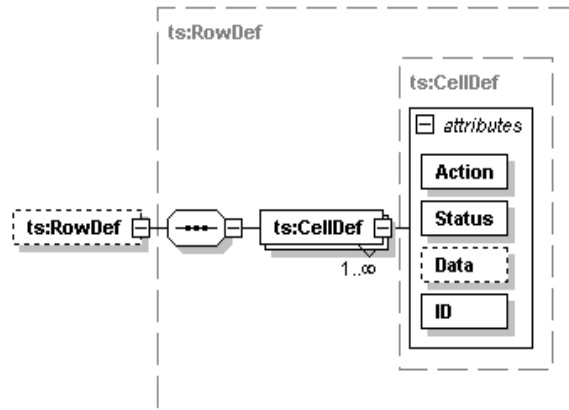 ts:RowDef
ts:CellDef
attributes
Action
Status
ts:RowDef
ts:CellDef
Data
1..∞
ID